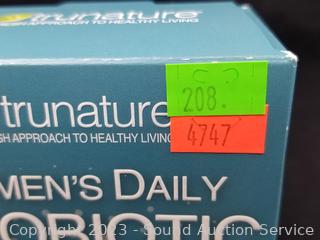 trunature
APPROACH TO HEALTHY LIVING
208.
4747
trunature
GH APPROACH TO HEALTHY LIVING
MEN'S DAILY
OBIOTIC
Copyright 2023 - Sound Auction Service